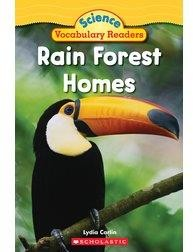 Science
Vocabulary Readers
Rain Forest
Homes
Lydia Carlin
SCHOLASTIC